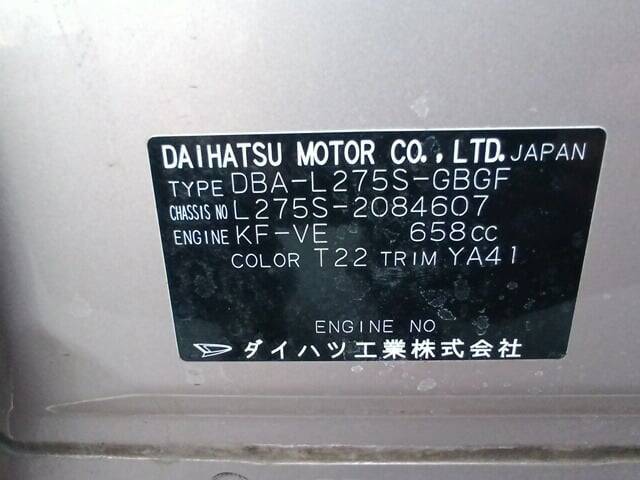 DAIHATSU MOTOR CO., LTD. JAPAN
TYPE DBA-L275S-GBGF
CHASSIS NO L275S-2084607
ENGINE KF-VE 658CC
COLOR T22 TRIM YA41
ENGINE NO
ダイハツ工業株式会社